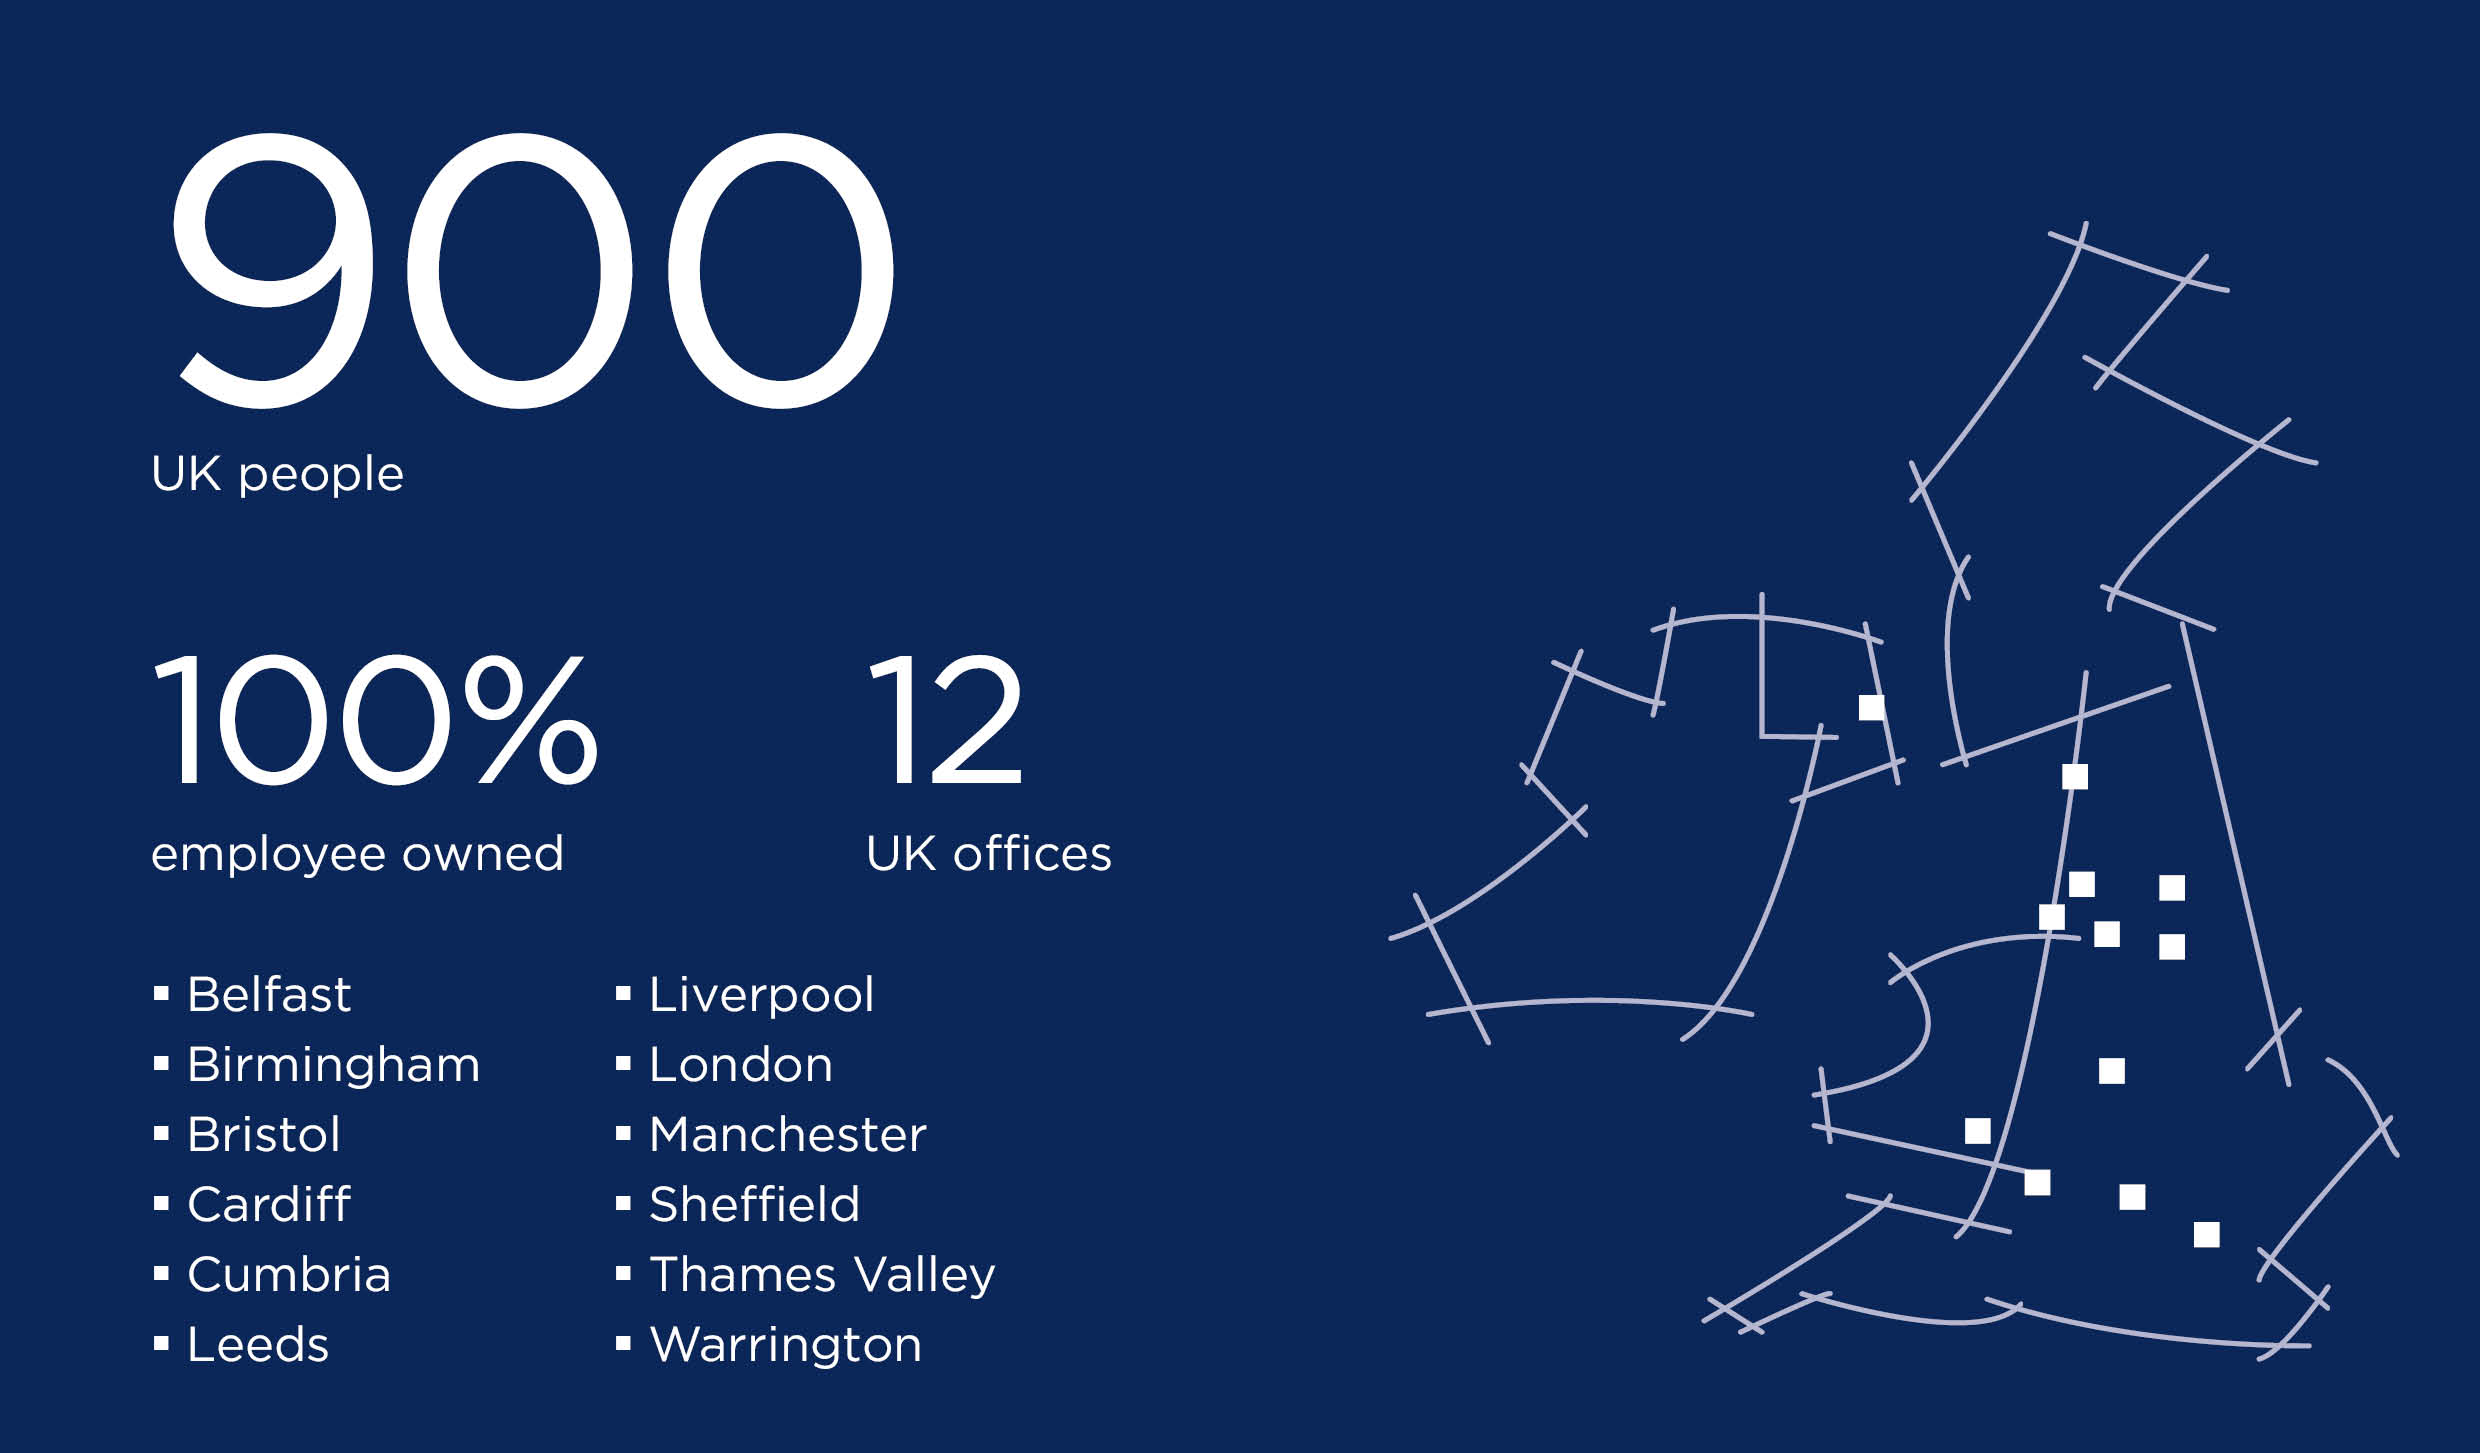 900
UK people
100%
employee owned
12
UK offices
Belfast
Birmingham
Bristol
Cardiff
Cumbria
Leeds
Liverpool
London
Manchester
Sheffield
Thames Valley
Warrington